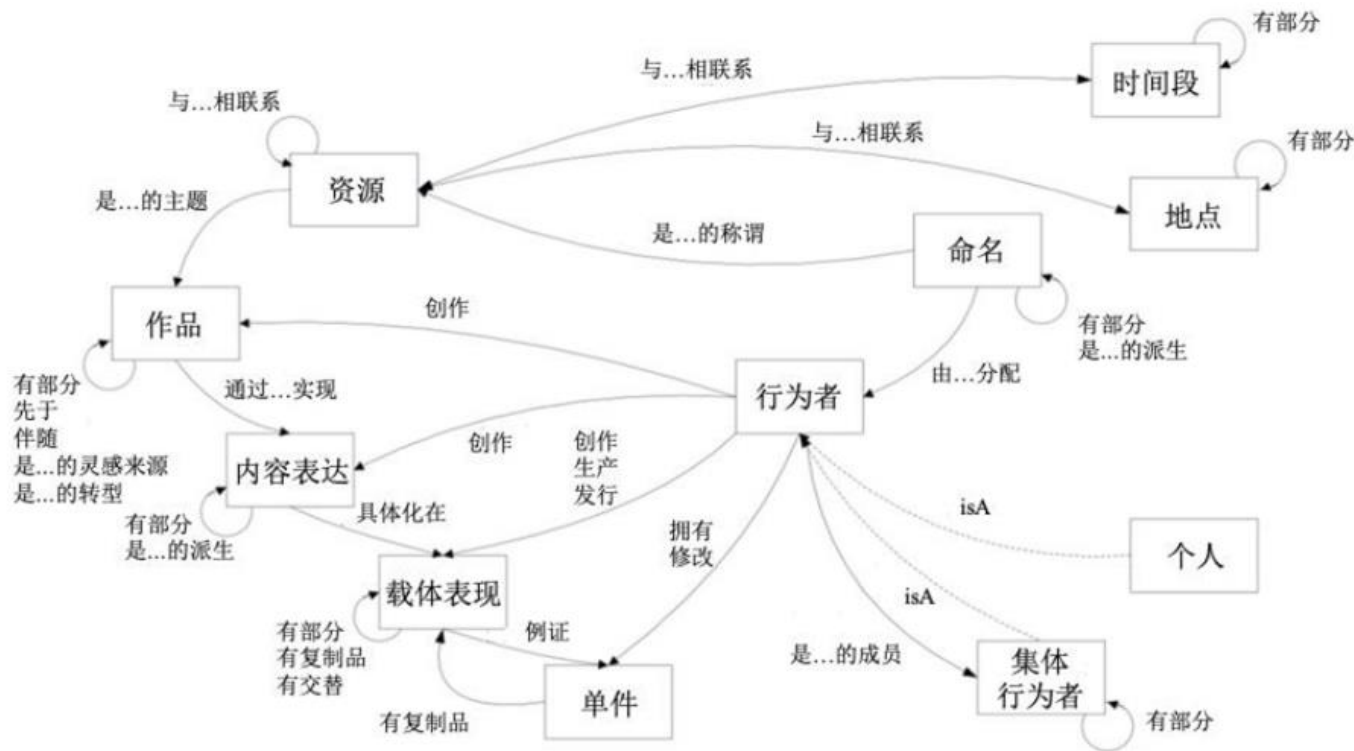 有部分
与…相联系
时间段
与…相联系
与…相联系
有部分
资源
地点
是…的主题
是…的称谓
命名
作品
创作
有部分
是…的派生
有部分
先于
伴随
是…的灵感来源
是…的转型
通过…实现
行为者
由…分配
内容表达
创作
创作
生产
发行
有部分
是…的派生
具体化在
拥有
修改
isA
个人
载体表现
isA
有部分
有复制品
有交替
例证
是…的成员
集体
行为者
单件
有复制品
有部分